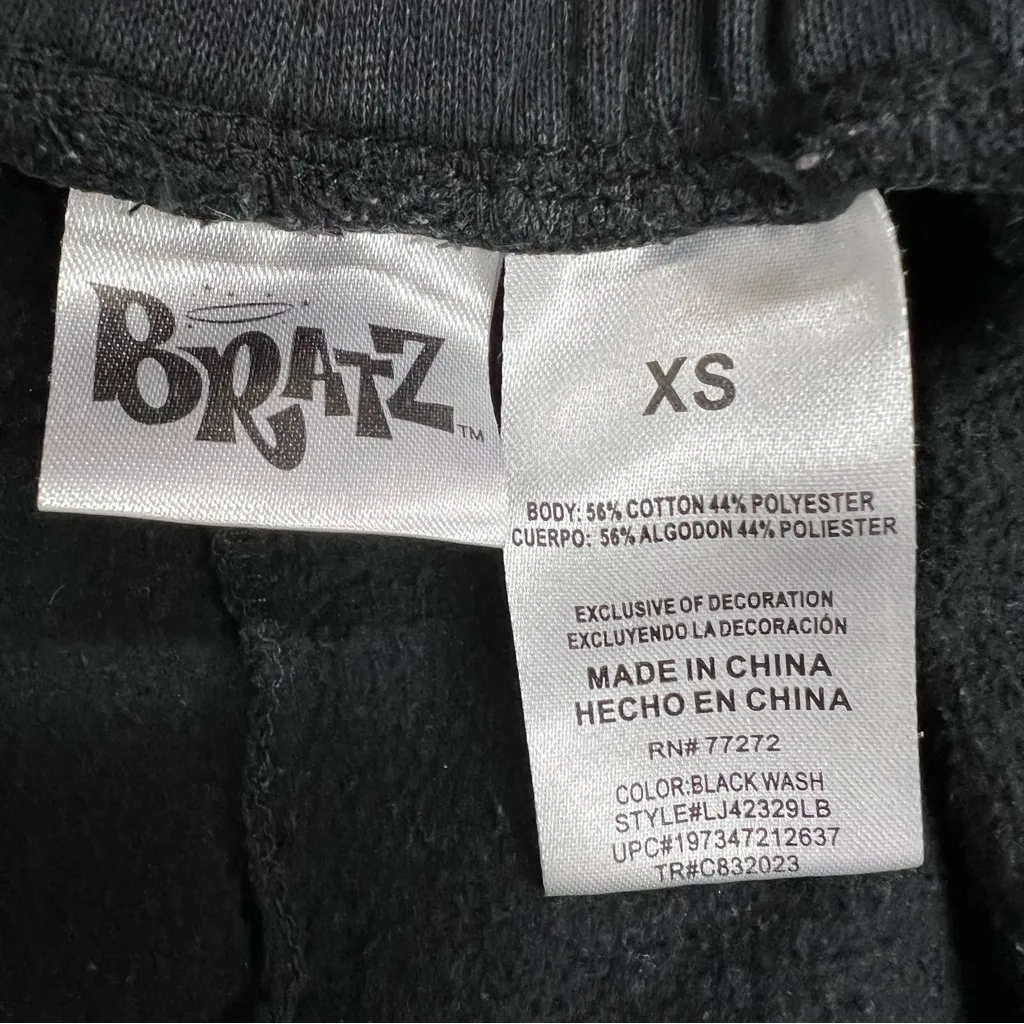 BRATZ
TM
XS
BODY: 56% COTTON 44% POLYESTER
CUERPO: 56% ALGODON 44% POLIESTER
EXCLUSIVE OF DECORATION
EXCLUYENDO LA DECORACIÓN
MADE IN CHINA
HECHO EN CHINA
RN# 77272
COLOR:BLACK WASH
STYLE#LJ42329LB
UPC#197347212637
TR#C832023